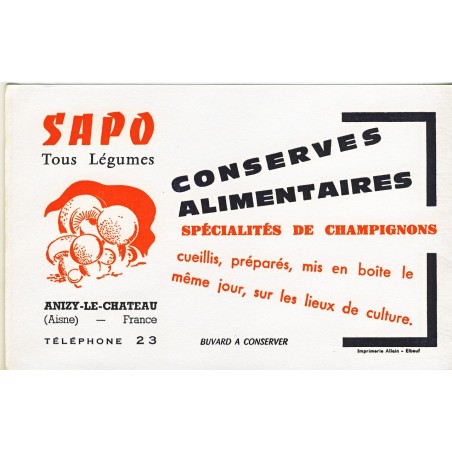 SAPO
Tous Légumes
CONSERVES
ALIMENTAIRES
SPÉCIALITÉS DE CHAMPIGNONS
cueillis, préparés, mis en boite le
même jour, sur les lieux de culture.
ANIZY-LE-CHATEAU
(Aisne) — France
TÉLÉPHONE 23
BUVARD A CONSERVER
Imprimerie Allain - Elbeuf